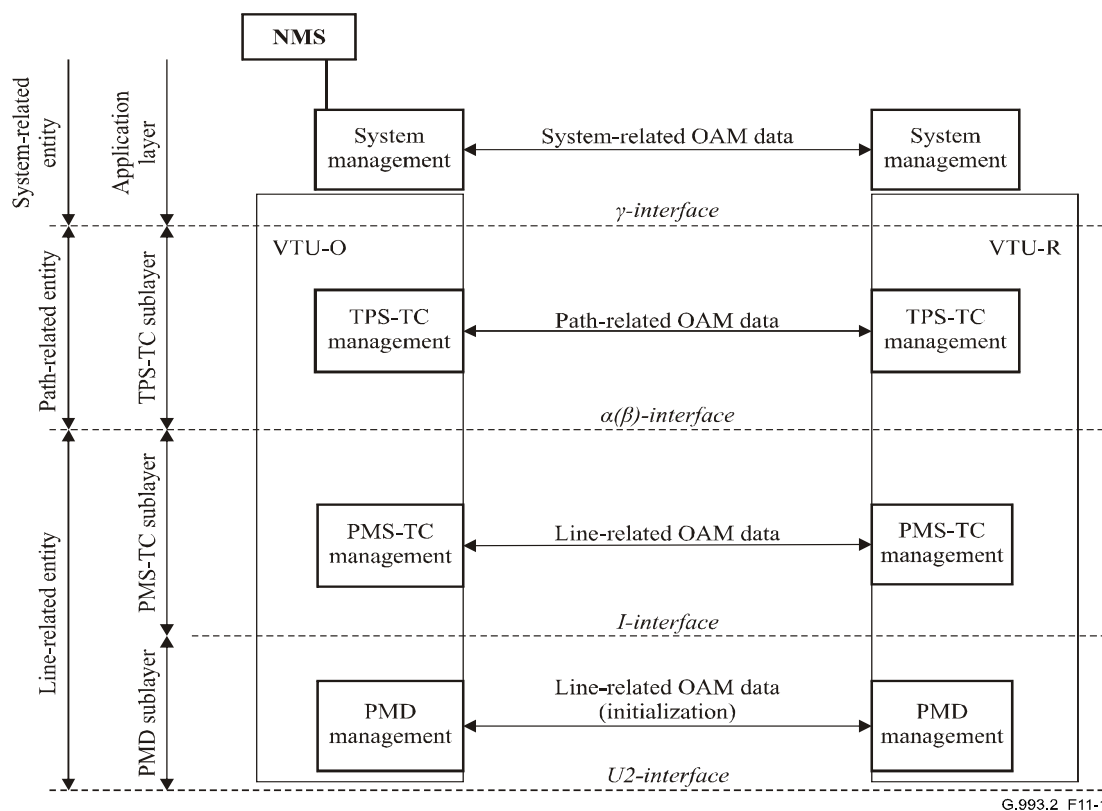 NMS
System-related
entity
Application
layer
System
management
System-related OAM data
System
management
γ-interface
VTU-O
VTU-R
Path-related entity
TPS-TC sublayer
TPS-TC
management
Path-related OAM data
TPS-TC
management
α(β)-interface
Line-related entity
PMS-TC sublayer
PMS-TC
management
Line-related OAM data
PMS-TC
management
I-interface
PMD sublayer
PMD
management
Line-related OAM data
(initialization)
PMD
management
U2-interface